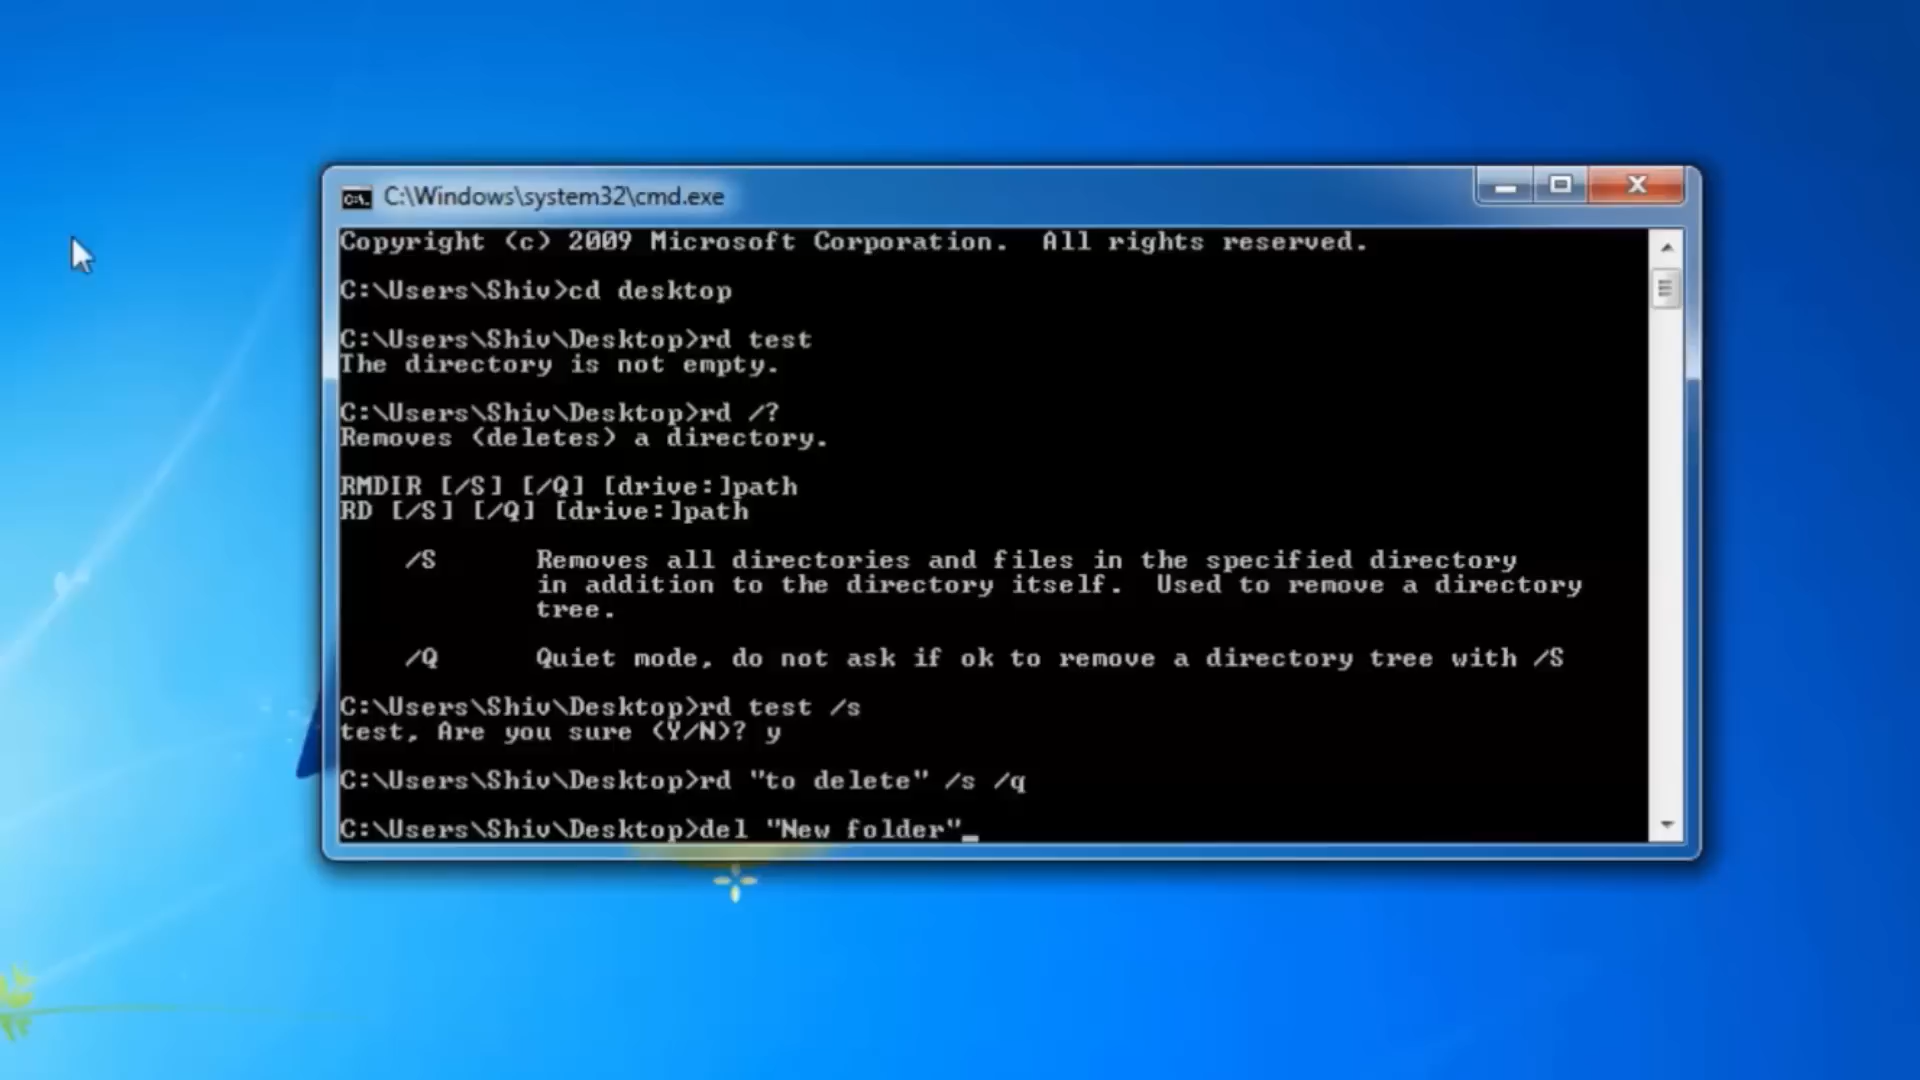 C:\Windows\system32\cmd.exe
Copyright (c) 2009 Microsoft Corporation.  All rights reserved.
C:\Users\Shiv>cd desktop
C:\Users\Shiv\Desktop>rd test
The directory is not empty.
C:\Users\Shiv\Desktop>rd /?
Removes (deletes) a directory.
RMDIR [/S] [/Q] [drive:]path
RD [/S] [/Q] [drive:]path
/S      Removes all directories and files in the specified directory
in addition to the directory itself.  Used to remove a directory
tree.
/Q      Quiet mode, do not ask if ok to remove a directory tree with /S
C:\Users\Shiv\Desktop>rd test /s
test, Are you sure (Y/N)? y
C:\Users\Shiv\Desktop>rd "to delete" /s /q
C:\Users\Shiv\Desktop>del "New folder"_